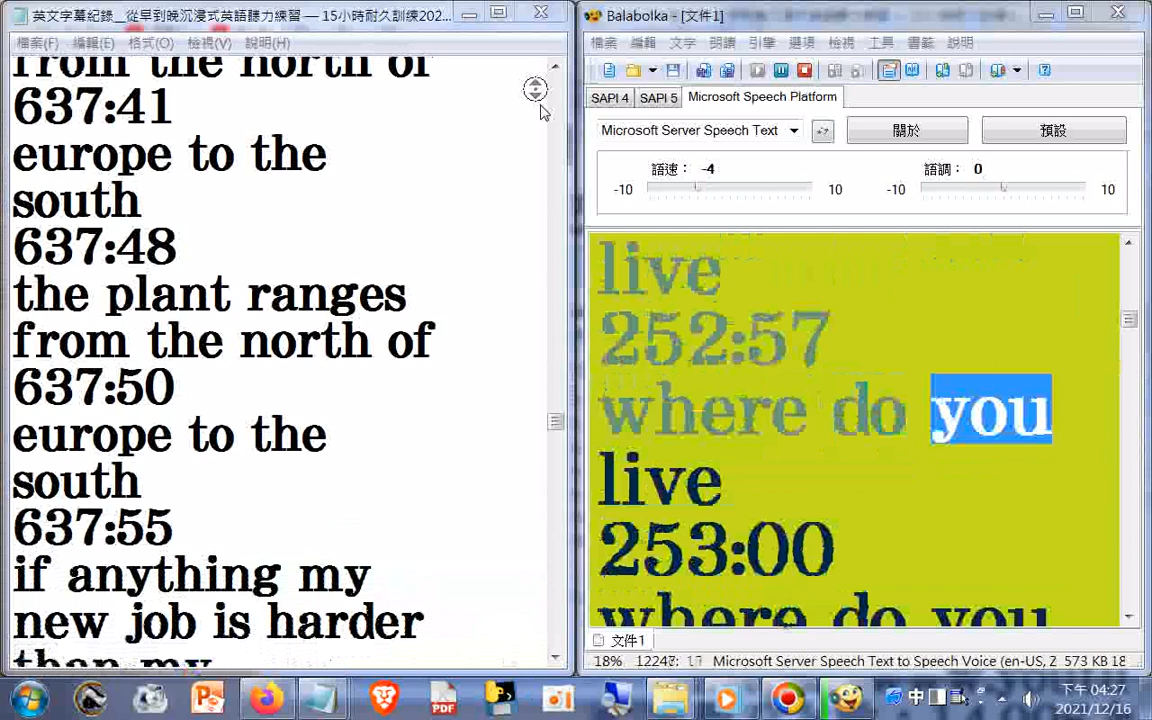 英文字幕紀錄__從早到晚沉浸式英語聽力練習 — 15小時耐久訓練202...
檔案(F) 編輯(E) 格式(O) 檢視(V) 說明(H)
from the north of
637:41
europe to the
south
637:48
the plant ranges
from the north of
637:50
europe to the
south
637:55
if anything my
new job is harder
than my
Balabolka - [文件1]
檔案 編輯 文字 朗讀 引擎 選項 檢視 工具 書籤 說明
SAPI 4 SAPI 5 Microsoft Speech Platform
Microsoft Server Speech Text 關於 預設
語速： -4 語調： 0
-10 10 -10 10
live
252:57
where do you
live
253:00
where do you
文件1
18% Microsoft Server Speech Text to Speech Voice (en-US, 573 KB
PDF 中 下午 04:27
2021/12/16